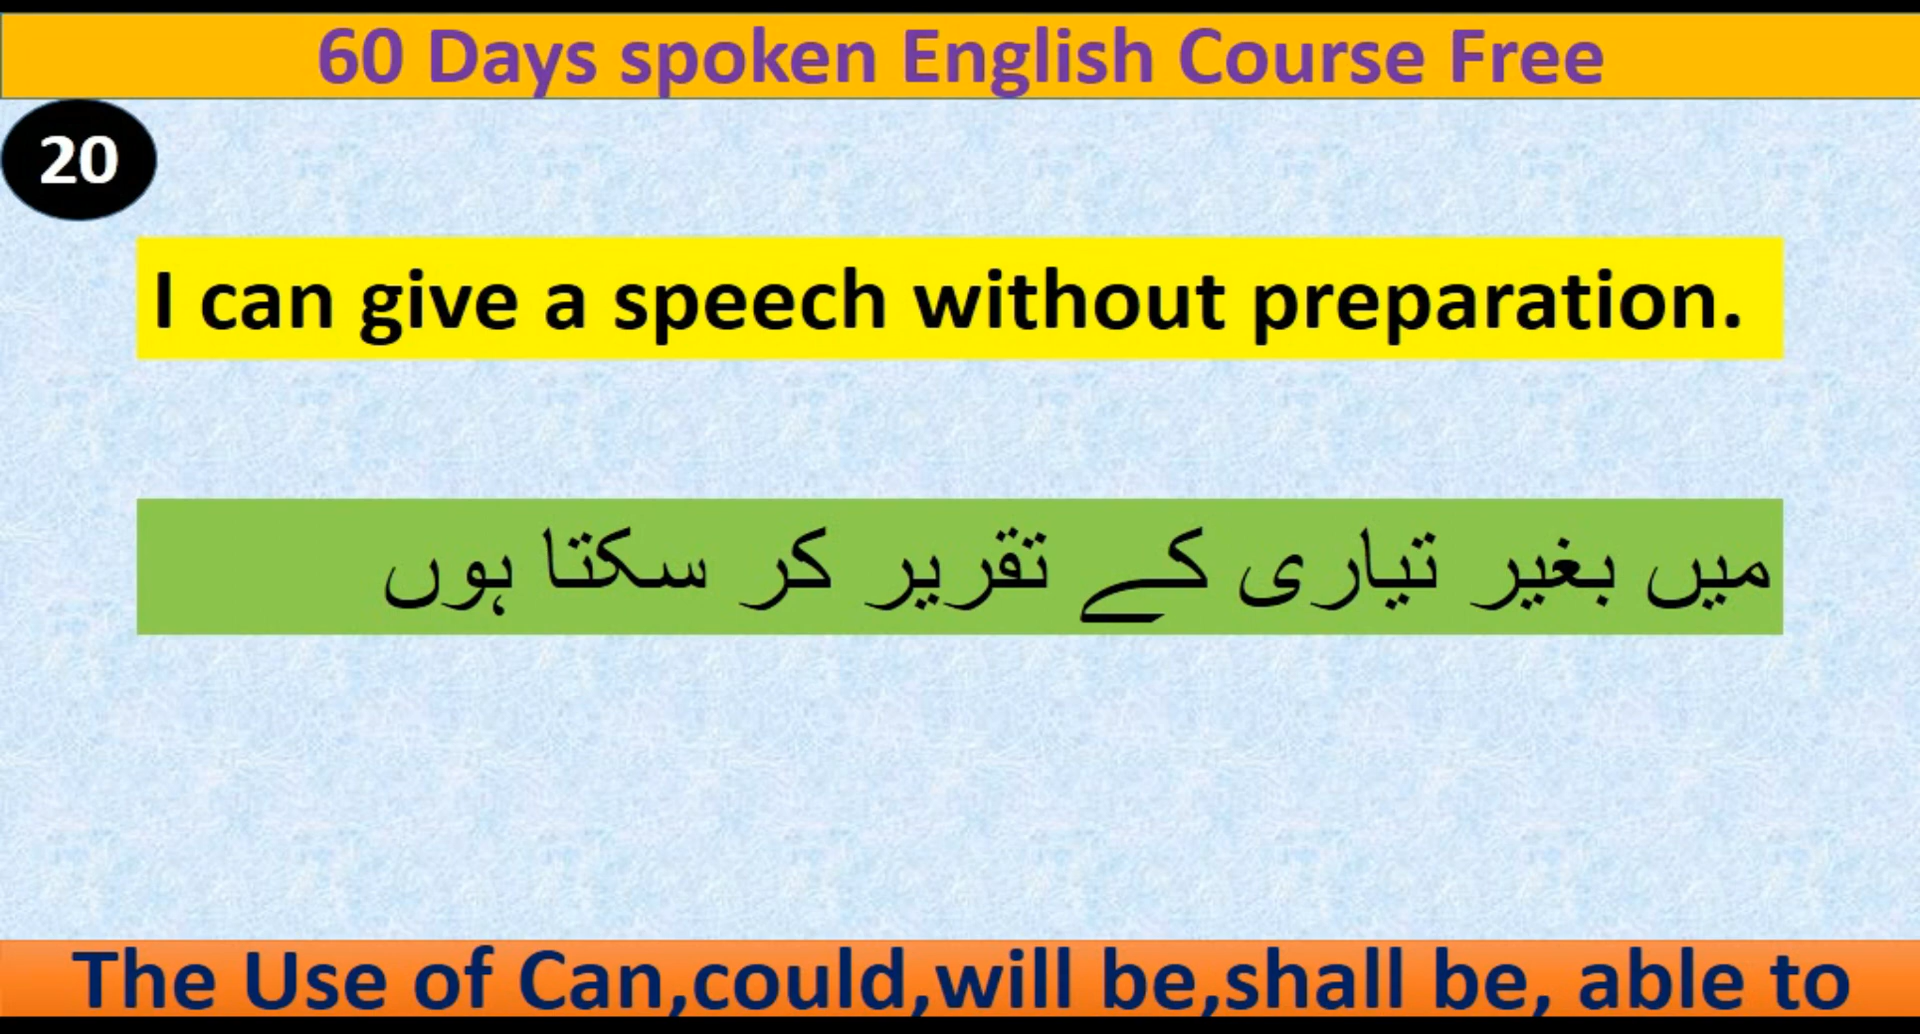 60 Days spoken English Course Free
20
I can give a speech without preparation.
میں بغیر تیاری کے تقریر کر سکتا ہوں
The Use of Can,could,will be,shall be, able to